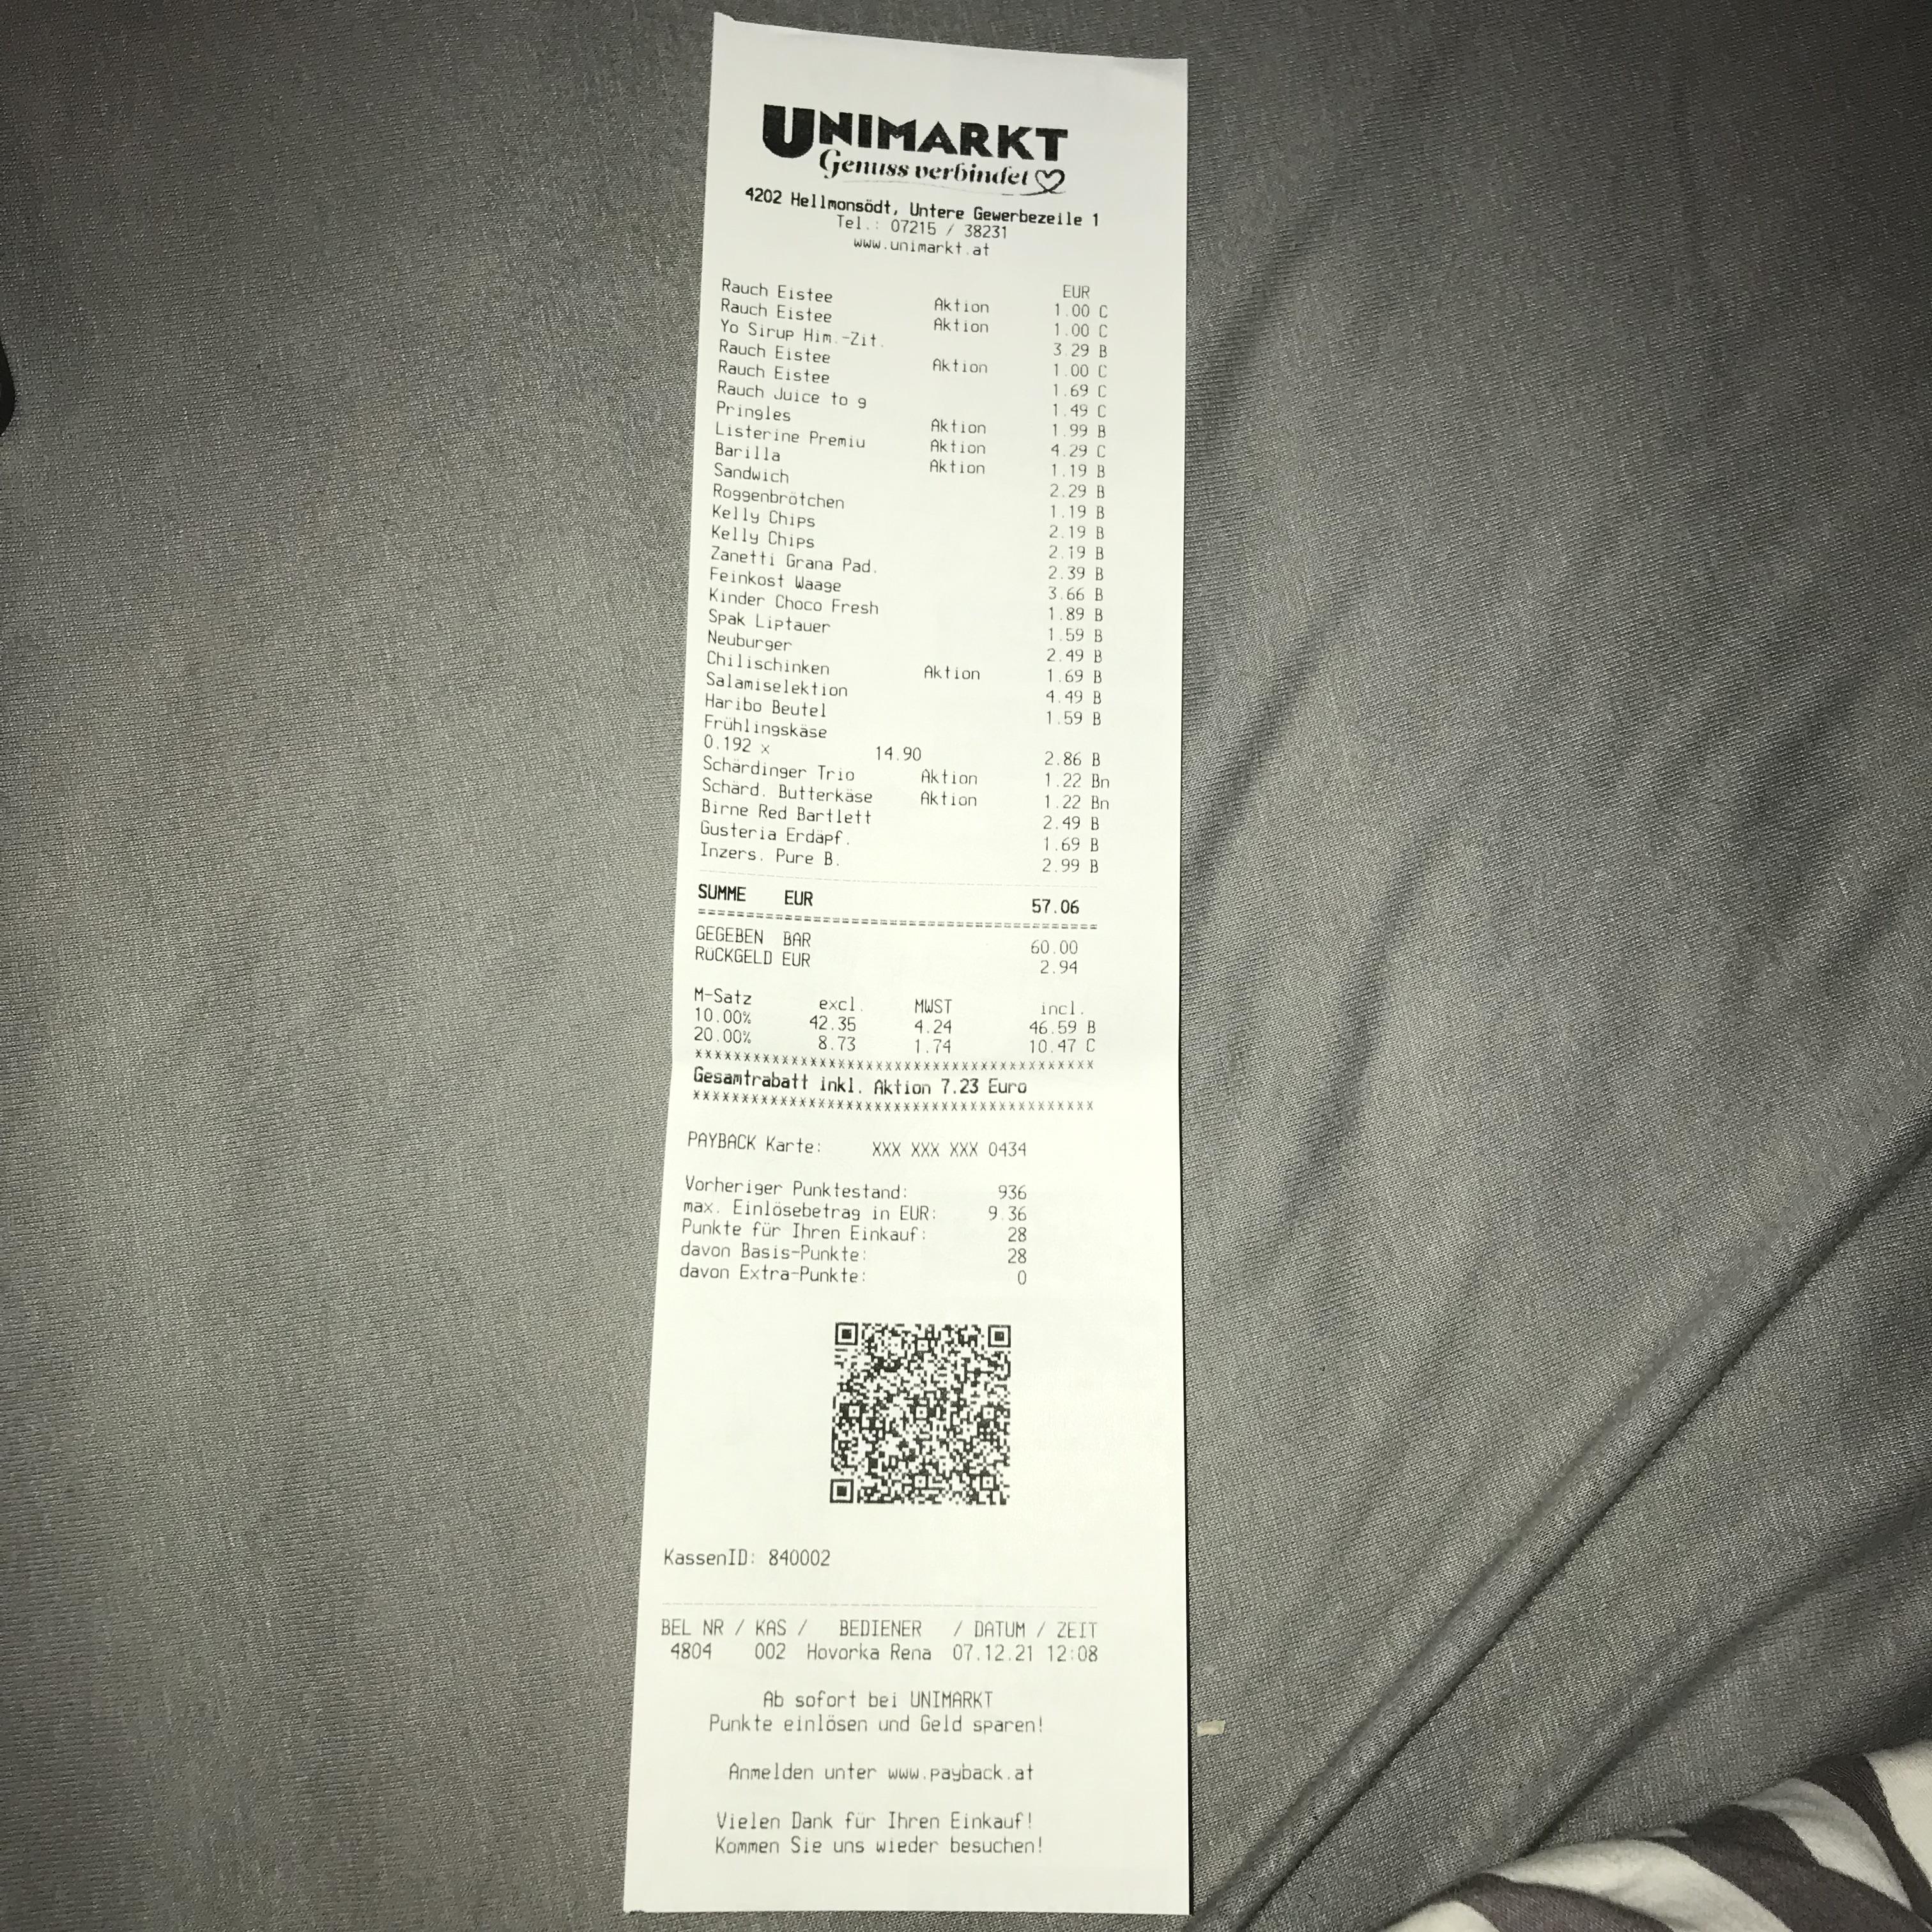 UNIMARKT
Genuss verbindet
4202 Hellmonsödt, Untere Gewerbezeile 1
Tel.: 07215 / 38231
www.unimarkt.at
EUR
Rauch Eistee Aktion 1.00 C
Rauch Eistee Aktion 1.00 C
Yo Sirup Him.-Zit. 3.29 B
Rauch Eistee Aktion 1.00 C
Rauch Eistee 1.69 C
Rauch Juice to g 1.49 C
Pringles Aktion 1.99 B
Listerine Premiu Aktion 4.29 C
Barilla Aktion 1.19 B
Sandwich 2.29 B
Roggenbrötchen 1.19 B
Kelly Chips 2.19 B
Kelly Chips 2.19 B
Zanetti Grana Pad. 2.39 B
Feinkost Waage 3.66 B
Kinder Choco Fresh 1.89 B
Spak Liptauer 1.59 B
Neuburger 2.49 B
Chilischinken Aktion 1.69 B
Salamiselektion 4.49 B
Haribo Beutel 1.59 B
Frühlingskäse
0.192 x 14.90 2.86 B
Schärdinger Trio Aktion 1.22 Bn
Schärd. Butterkäse Aktion 1.22 Bn
Birne Red Bartlett 2.49 B
Gusteria Erdäpf. 1.69 B
Inzers. Pure B. 2.99 B
SUMME EUR 57.06
========================================
GEGEBEN BAR 60.00
RüCKGELD EUR 2.94
M-Satz excl. MWST incl.
10.00% 42.35 4.24 46.59 B
20.00% 8.73 1.74 10.47 C
xxxxxxxxxxxxxxxxxxxxxxxxxxxxxxxxxxxxxxxxx
Gesamtrabatt inkl. Aktion 7.23 Euro
xxxxxxxxxxxxxxxxxxxxxxxxxxxxxxxxxxxxxxxxx
PAYBACK Karte: XXX XXX XXX 0434
Vorheriger Punktestand: 936
max. Einlösebetrag in EUR: 9.36
Punkte für Ihren Einkauf: 28
davon Basis-Punkte: 28
davon Extra-Punkte: 0
KassenID: 840002
BEL NR / KAS / BEDIENER / DATUM / ZEIT
4804 002 Hovorka Rena 07.12.21 12:08
Ab sofort bei UNIMARKT
Punkte einlösen und Geld sparen!
Anmelden unter www.payback.at
Vielen Dank für Ihren Einkauf!
Kommen Sie uns wieder besuchen!